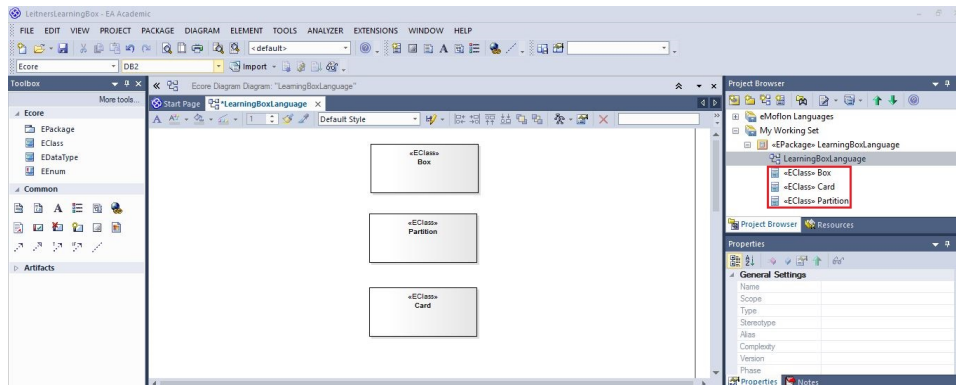 LeitnersLearningBox - EA Academic
FILE EDIT VIEW PROJECT PACKAGE DIAGRAM ELEMENT TOOLS ANALYZER EXTENSIONS WINDOW HELP
<default>
Ecore DB2 Import
Toolbox
More tools...
Ecore
EPackage
EClass
EDataType
EEnum
Common
Artifacts
Ecore Diagram Diagram: "LearningBoxLanguage"
Start Page *LearningBoxLanguage ×
A 1 Default Style
«EClass»
Box
«EClass»
Partition
«EClass»
Card
Project Browser
eMoflon Languages
My Working Set
«EPackage» LearningBoxLanguage
LearningBoxLanguage
«EClass» Box
«EClass» Card
«EClass» Partition
Project Browser Resources
Properties
General Settings
Name
Scope
Type
Stereotype
Alias
Complexity
Version
Phase
Properties Notes